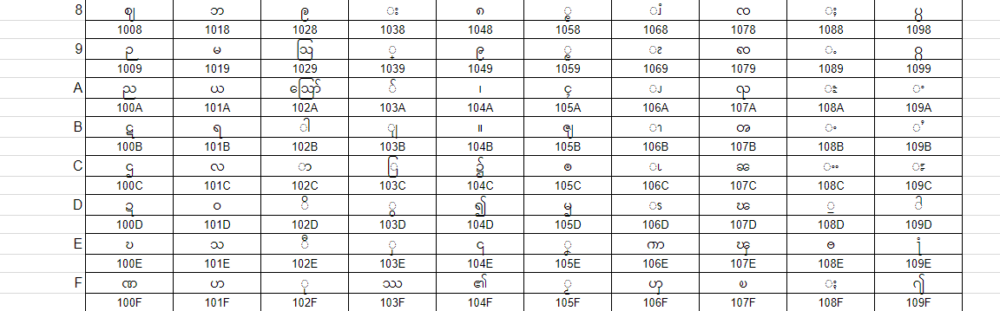 8 ဈ ဘ ဨ း ၈ ၘ ၨ ၸ ႈ ႘
1008 1018 1028 1038 1048 1058 1068 1078 1088 1098
9 ဉ မ ဩ ္ ၉ ၙ ၩ ၹ ႉ ႙
1009 1019 1029 1039 1049 1059 1069 1079 1089 1099
A ည ယ ဪ ် ၊ ၚ ၪ ၺ ႊ ႚ
100A 101A 102A 103A 104A 105A 106A 107A 108A 109A
B ဋ ရ ါ ျ ။ ၛ ၫ ၻ ႋ ႛ
100B 101B 102B 103B 104B 105B 106B 107B 108B 109B
C ဌ လ ာ ြ ၌ ၜ ၬ ၼ ႌ ႜ
100C 101C 102C 103C 104C 105C 106C 107C 108C 109C
D ဍ ဝ ိ ွ ၍ ၝ ၭ ၽ ႍ ႝ
100D 101D 102D 103D 104D 105D 106D 107D 108D 109D
E ဎ သ ီ ှ ၎ ၞ ၮ ၾ ႎ ႞
100E 101E 102E 103E 104E 105E 106E 107E 108E 109E
F ဏ ဟ ု ဿ ၏ ၟ ၯ ၿ ႏ ႟
100F 101F 102F 103F 104F 105F 106F 107F 108F 109F